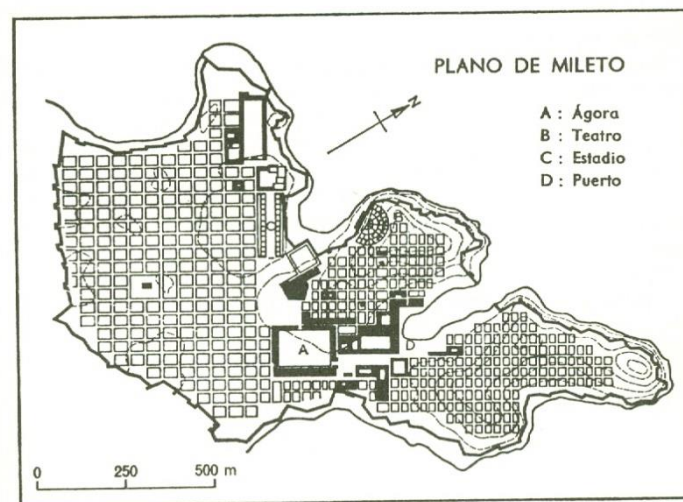 PLANO DE MILETO
N
A : Ágora
B : Teatro
C : Estadio
D : Puerto
B
C
A
D
0 250 500 m